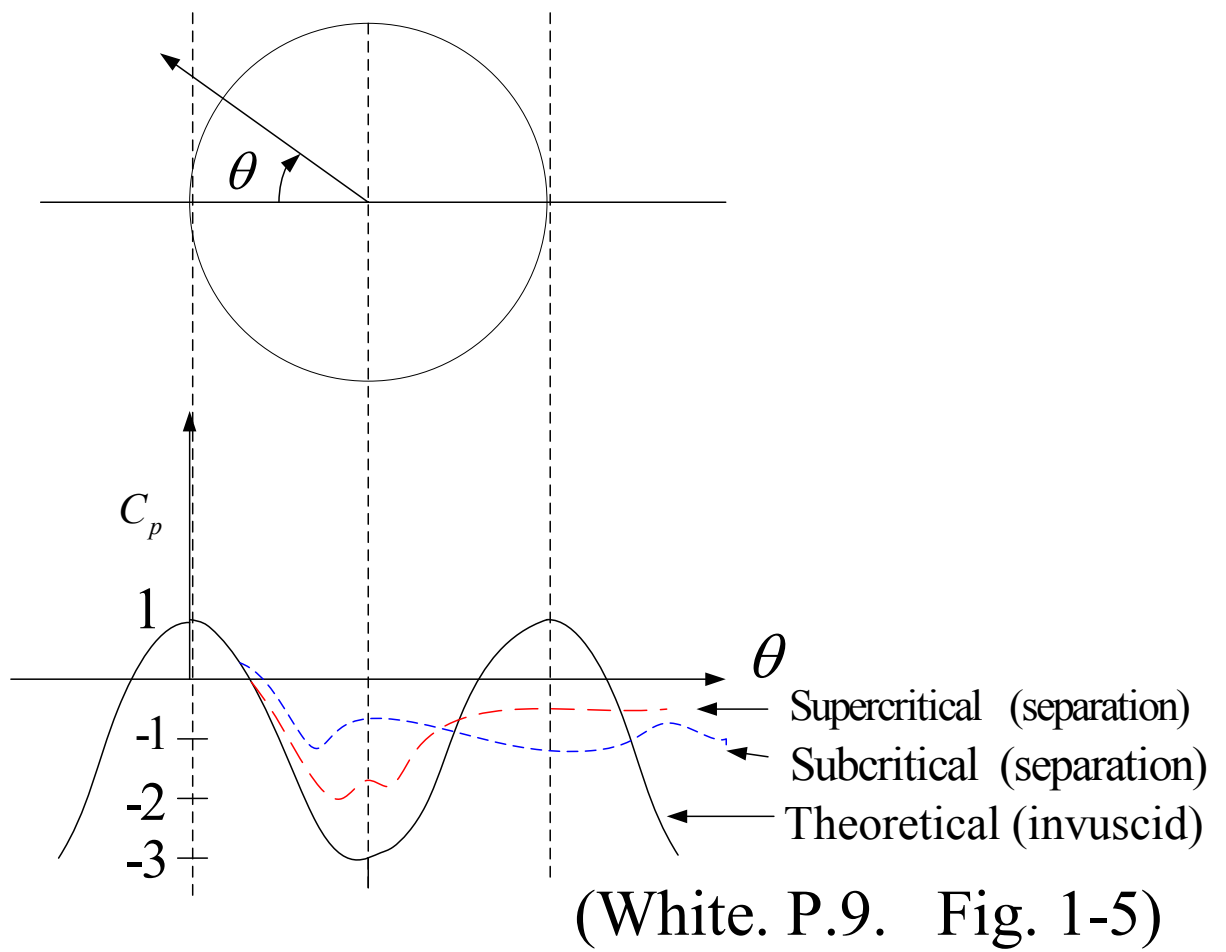 θ
C_p
1
θ
-1
-2
-3
Supercritical (separation)
Subcritical (separation)
Theoretical (invuscid)
(White. P.9. Fig. 1-5)